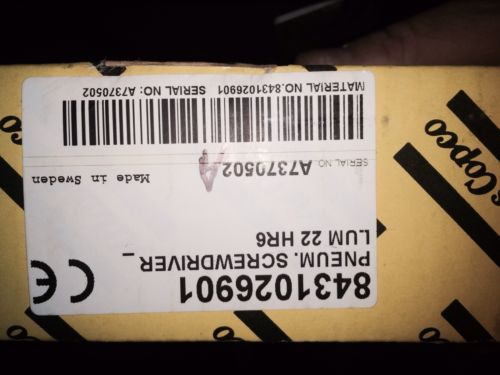 8431026901
PNEUM. SCREWDRIVER_
LUM 22 HR6
Made in Sweden
SERIAL NO
A7370502
MATERIAL NO.8431026901 SERIAL NO: A7370502
CE
Copco